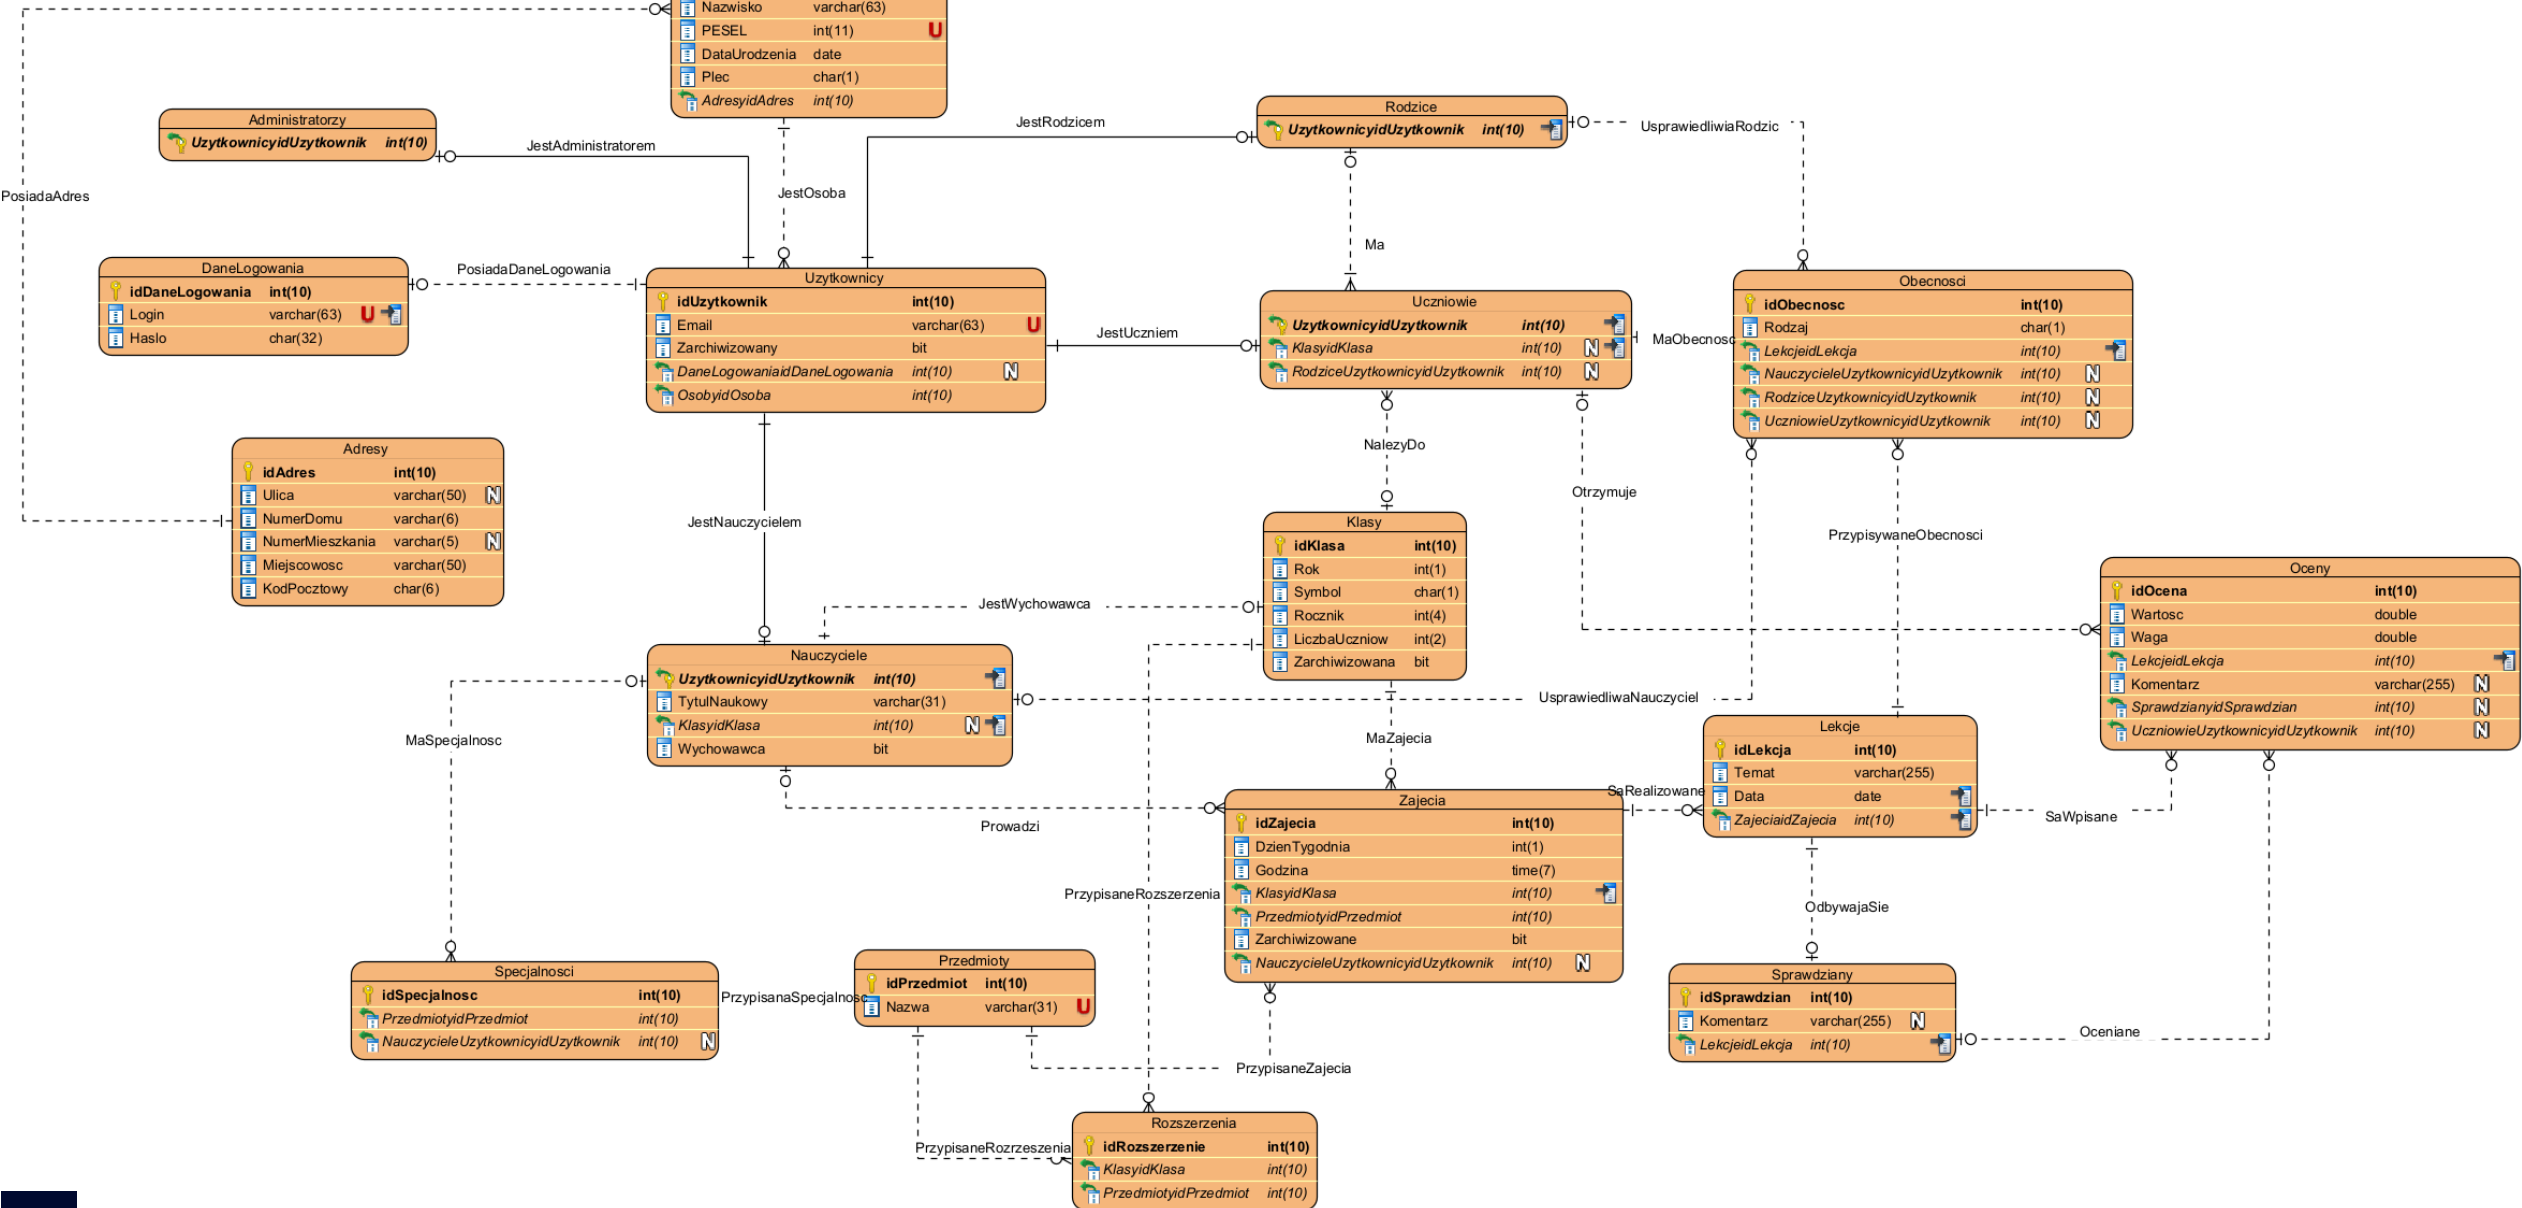 Nazwisko varchar(63)
PESEL int(11) U
DataUrodzenia date
Plec char(1)
AdresyidAdres int(10)
Administratorzy
UzytkownicyidUzytkownik int(10)
JestAdministratorem
JestOsoba
JestRodzicem
Rodzice
UzytkownicyidUzytkownik int(10)
UsprawiedliwiaRodzic
PosiadaAdres
Ma
DaneLogowania
idDaneLogowania int(10)
Login varchar(63) U
Haslo char(32)
PosiadaDaneLogowania
Uzytkownicy
idUzytkownik int(10)
Email varchar(63) U
Zarchiwizowany bit
DaneLogowaniaidDaneLogowania int(10) N
OsobyidOsoba int(10)
JestUczniem
Uczniowie
UzytkownicyidUzytkownik int(10)
KlasyidKlasa int(10) N
RodziceUzytkownicyidUzytkownik int(10) N
MaObecnosc
Obecnosci
idObecnosc int(10)
Rodzaj char(1)
LekcjeidLekcja int(10)
NauczycieleUzytkownicyidUzytkownik int(10) N
RodziceUzytkownicyidUzytkownik int(10) N
UczniowieUzytkownicyidUzytkownik int(10) N
Adresy
idAdres int(10)
Ulica varchar(50) N
NumerDomu varchar(6)
NumerMieszkania varchar(5) N
Miejscowosc varchar(50)
KodPocztowy char(6)
JestNauczycielem
NalezyDo
Otrzymuje
PrzypisywaneObecnosci
Klasy
idKlasa int(10)
Rok int(1)
Symbol char(1)
Rocznik int(4)
LiczbaUczniow int(2)
Zarchiwizowana bit
JestWychowawca
Oceny
idOcena int(10)
Wartosc double
Waga double
LekcjeidLekcja int(10)
Komentarz varchar(255) N
SprawdzianyidSprawdzian int(10) N
UczniowieUzytkownicyidUzytkownik int(10) N
Nauczyciele
UzytkownicyidUzytkownik int(10)
TytulNaukowy varchar(31)
KlasyidKlasa int(10) N
Wychowawca bit
UsprawiedliwaNauczyciel
MaSpecjalnosc
MaZajecia
Lekcje
idLekcja int(10)
Temat varchar(255)
Data date
ZajeciaidZajecia int(10)
SaRealizowane
SaWpisane
Prowadzi
Zajecia
idZajecia int(10)
DzienTygodnia int(1)
Godzina time(7)
KlasyidKlasa int(10)
PrzedmiotyidPrzedmiot int(10)
Zarchiwizowane bit
NauczycieleUzytkownicyidUzytkownik int(10) N
PrzypisaneRozszerzenia
OdbywajaSie
Specjalnosci
idSpecjalnosc int(10)
PrzedmiotyidPrzedmiot int(10)
NauczycieleUzytkownicyidUzytkownik int(10) N
PrzypisanaSpecjalnosc
Przedmioty
idPrzedmiot int(10)
Nazwa varchar(31) U
Sprawdziany
idSprawdzian int(10)
Komentarz varchar(255) N
LekcjeidLekcja int(10)
Oceniane
PrzypisaneZajecia
PrzypisaneRozrzeszenia
Rozszerzenia
idRozszerzenie int(10)
KlasyidKlasa int(10)
PrzedmiotyidPrzedmiot int(10)